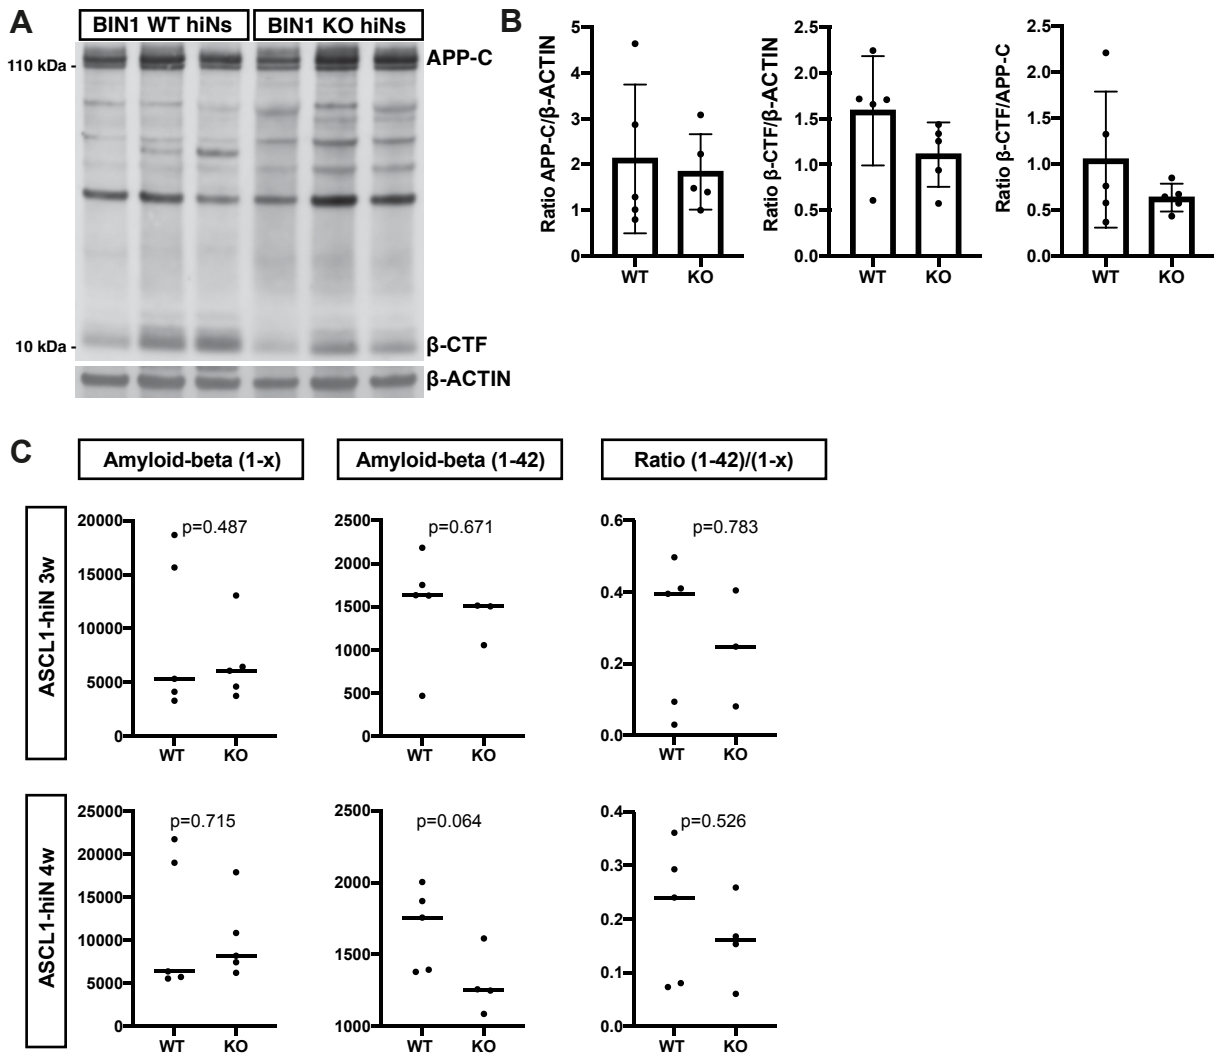 A
BIN1 WT hiNs
BIN1 KO hiNs
110 kDa -
APP-C
10 kDa -
β-CTF
β-ACTIN
B
Ratio APP-C/β-ACTIN
5
4
3
2
1
0
WT
KO
Ratio β-CTF/β-ACTIN
2.5
2.0
1.5
1.0
0.5
0.0
WT
KO
Ratio β-CTF/APP-C
2.5
2.0
1.5
1.0
0.5
0.0
WT
KO
C
Amyloid-beta (1-x)
Amyloid-beta (1-42)
Ratio (1-42)/(1-x)
ASCL1-hiN 3w
20000
15000
10000
5000
0
p=0.487
WT
KO
2500
2000
1500
1000
500
0
p=0.671
WT
KO
0.6
0.4
0.2
0.0
p=0.783
WT
KO
ASCL1-hiN 4w
25000
20000
15000
10000
5000
0
p=0.715
WT
KO
2500
2000
1500
1000
p=0.064
WT
KO
0.4
0.3
0.2
0.1
0.0
p=0.526
WT
KO